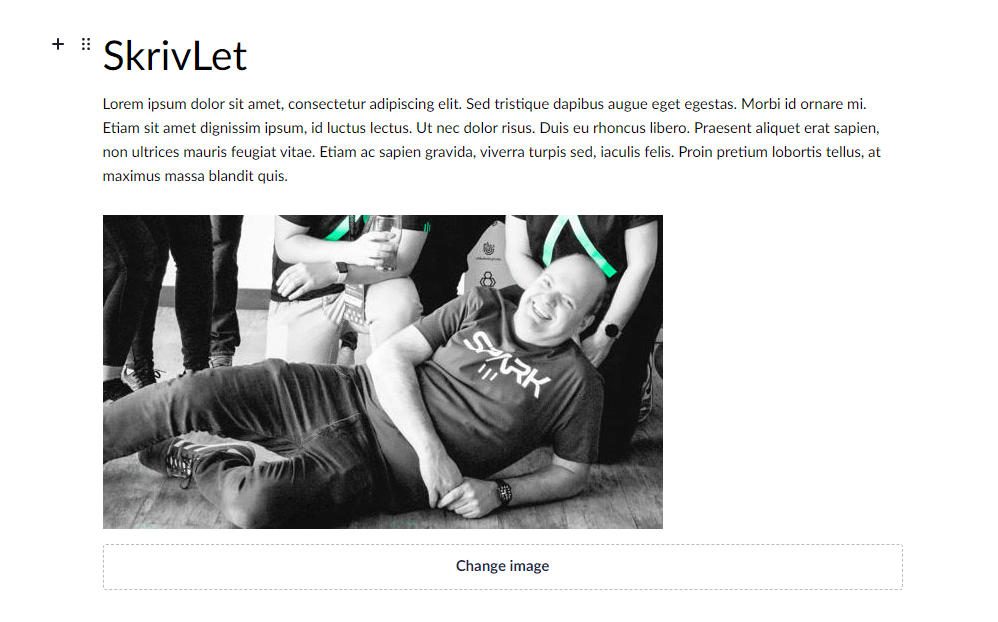 SkrivLet
Lorem ipsum dolor sit amet, consectetur adipiscing elit. Sed tristique dapibus augue eget egestas. Morbi id ornare mi.
Etiam sit amet dignissim ipsum, id luctus lectus. Ut nec dolor risus. Duis eu rhoncus libero. Praesent aliquet erat sapien,
non ultrices mauris feugiat vitae. Etiam ac sapien gravida, viverra turpis sed, iaculis felis. Proin pretium lobortis tellus, at
maximus massa blandit quis.
SPARK
Change image